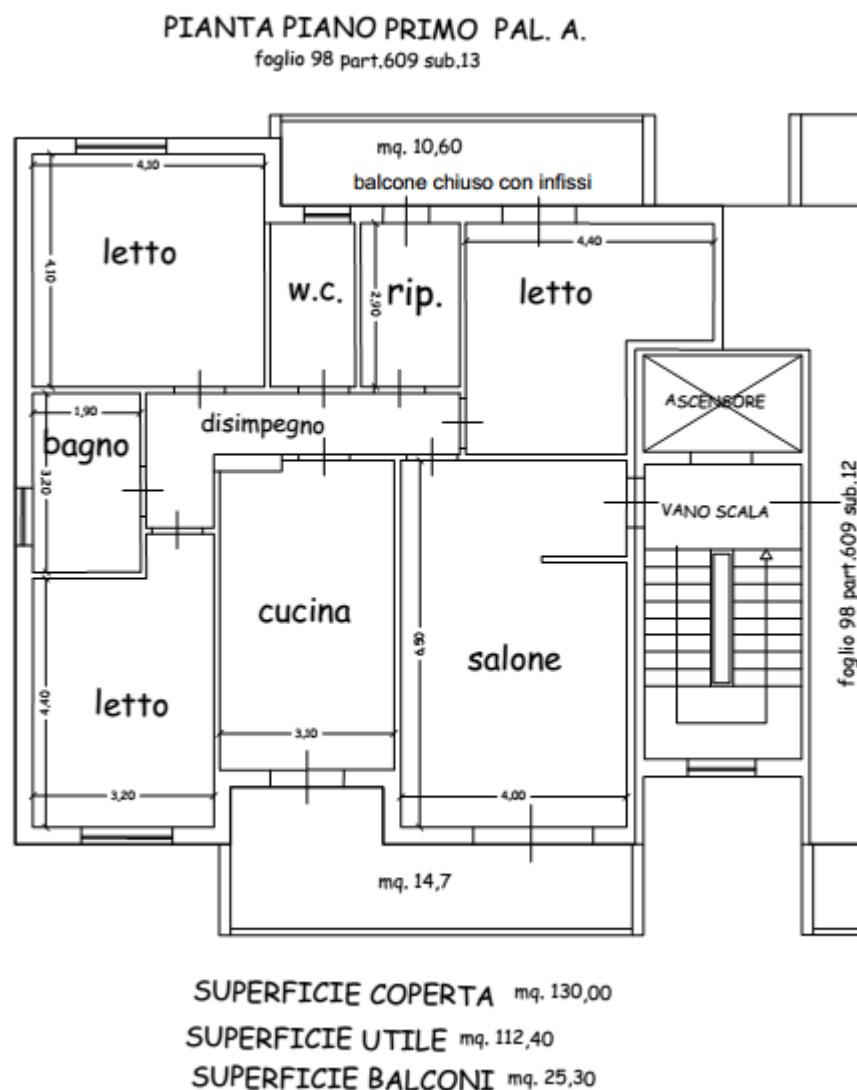 PIANTA PIANO PRIMO PAL. A.
foglio 98 part.609 sub.13
mq. 10,60
balcone chiuso con infissi
4,10
4,40
letto
4,10
w.c.
2,90
rip.
letto
ASCENSORE
1,90
disimpegno
bagno
3,20
VANO SCALA
foglio 98 part.609 sub.12
cucina
6,50
salone
letto
4,40
3,10
3,20
4,00
mq. 14,7
SUPERFICIE COPERTA mq. 130,00
SUPERFICIE UTILE mq. 112,40
SUPERFICIE BALCONI mq. 25,30